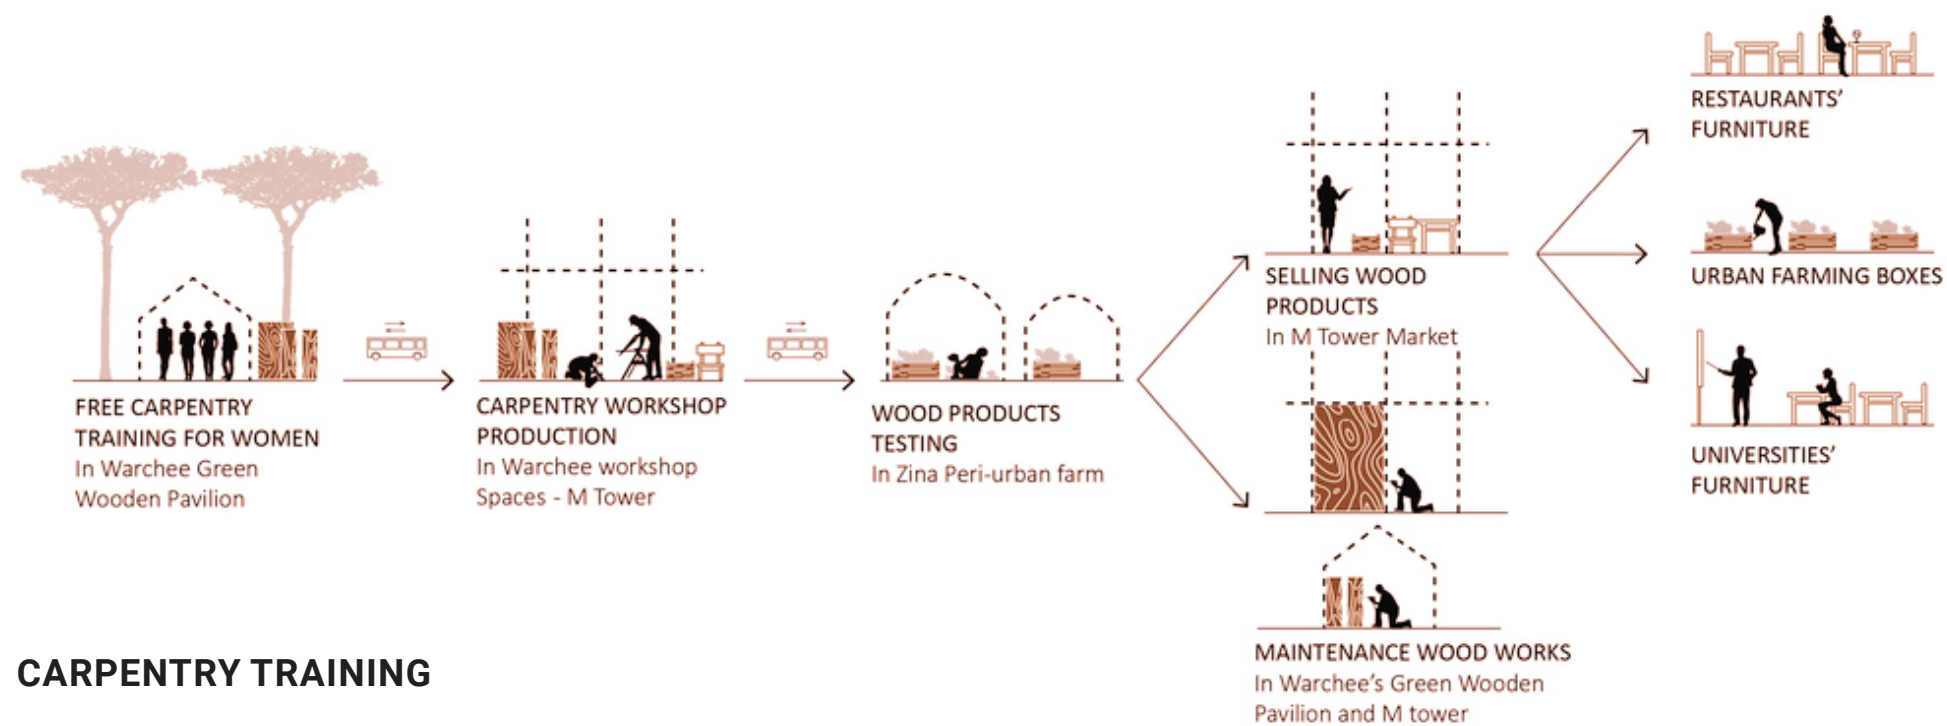 FREE CARPENTRY
TRAINING FOR WOMEN
In Warchee Green
Wooden Pavilion
CARPENTRY WORKSHOP
PRODUCTION
In Warchee workshop
Spaces - M Tower
WOOD PRODUCTS
TESTING
In Zina Peri-urban farm
SELLING WOOD
PRODUCTS
In M Tower Market
MAINTENANCE WOOD WORKS
In Warchee’s Green Wooden
Pavilion and M tower
RESTAURANTS’
FURNITURE
URBAN FARMING BOXES
UNIVERSITIES’
FURNITURE
CARPENTRY TRAINING